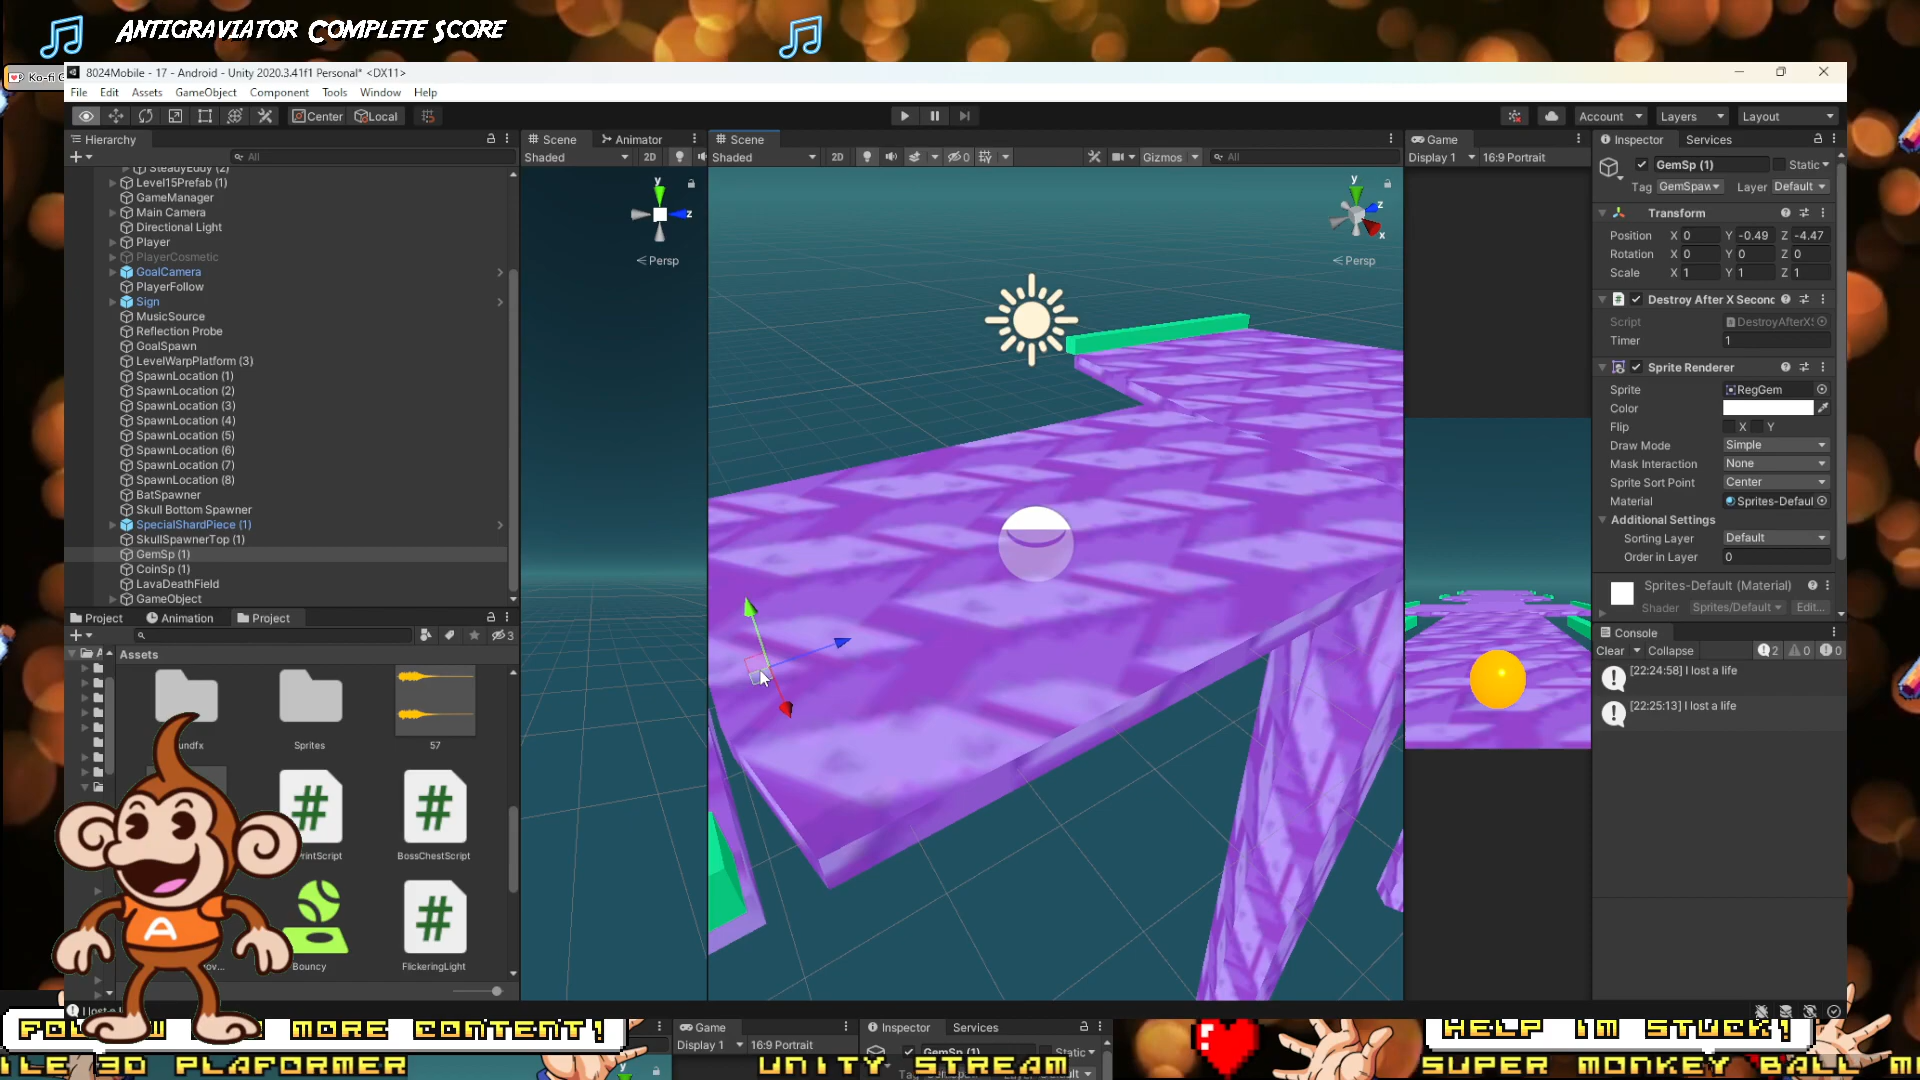 Antigraviator Complete Score
Ko-fi G
8024Mobile - 17 - Android - Unity 2020.3.41f1 Personal* <DX11>
File Edit Assets GameObject Component Tools Window Help
Center Local
Account Layers Layout
Hierarchy
All
SteadyEddy (2)
Level15Prefab (1)
GameManager
Main Camera
Directional Light
Player
PlayerCosmetic
GoalCamera
PlayerFollow
Sign
MusicSource
Reflection Probe
GoalSpawn
LevelWarpPlatform (3)
SpawnLocation (1)
SpawnLocation (2)
SpawnLocation (3)
SpawnLocation (4)
SpawnLocation (5)
SpawnLocation (6)
SpawnLocation (7)
SpawnLocation (8)
BatSpawner
Skull Bottom Spawner
SpecialShardPiece (1)
SkullSpawnerTop (1)
GemSp (1)
CoinSp (1)
LavaDeathField
GameObject
Scene Animator
Shaded 2D
y
z
Persp
Scene
Shaded 2D 0 Gizmos All
y
z
x
Persp
Game
Display 1 16:9 Portrait
Inspector Services
GemSp (1) Static
Tag GemSpaw Layer Default
Transform
Position X 0 Y -0.49 Z -4.47
Rotation X 0 Y 0 Z 0
Scale X 1 Y 1 Z 1
Destroy After X Second
Script DestroyAfterX
Timer 1
Sprite Renderer
Sprite RegGem
Color
Flip X Y
Draw Mode Simple
Mask Interaction None
Sprite Sort Point Center
Material Sprites-Defaul
Additional Settings
Sorting Layer Default
Order in Layer 0
Sprites-Default (Material)
Shader Sprites/Default Edit...
Console
Clear Collapse 2 0 0
[22:24:58] I lost a life
[22:25:13] I lost a life
Project Animation Project
3
Assets
undfx
Sprites
57
rintScript
BossChestScript
ov...
Bouncy
FlickeringLight
A
I lost a l
MORE CONTENT!
Game
Display 1 16:9 Portrait
Inspector Services
GemSp (1) Static
HELP IM STUCK!
ILE 3D PLAFORMER
UNITY STREAM
SUPER MONKEY BALL M